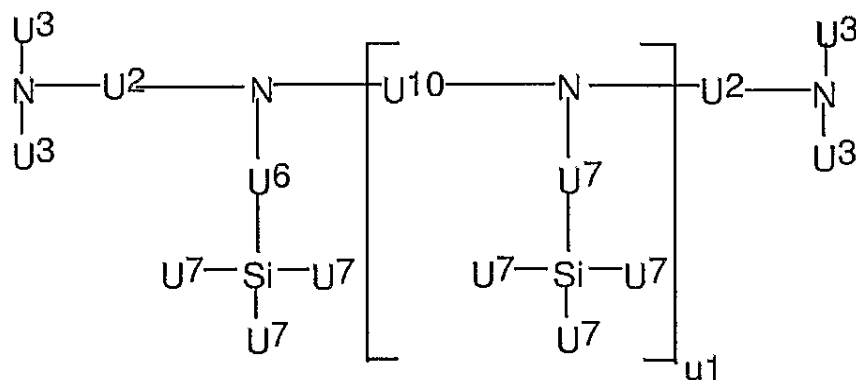 U3 U3
N U2 N U10 N U2 N
U3 U3
U6 U7
U7 Si U7 U7 Si U7
U7 U7
u1